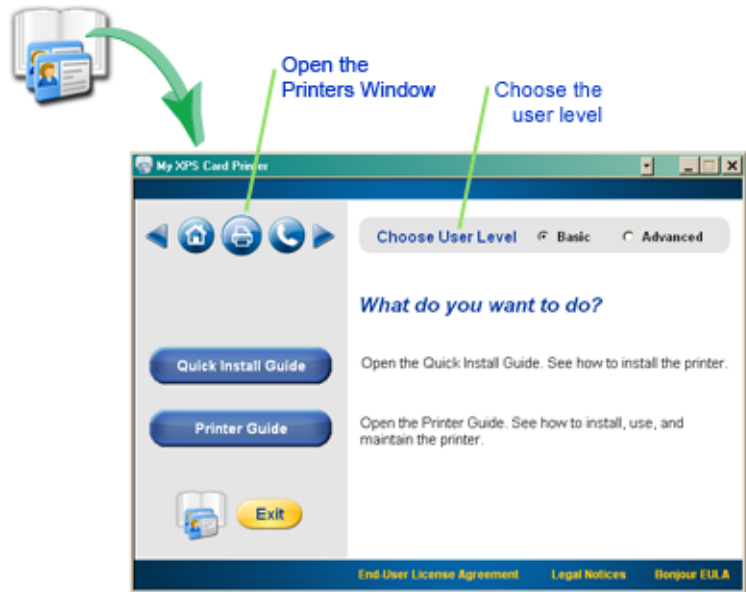 Open the
Printers Window
Choose the
user level
My XPS Card Printer
Choose User Level Basic Advanced
What do you want to do?
Quick Install Guide
Open the Quick Install Guide. See how to install the printer.
Printer Guide
Open the Printer Guide. See how to install, use, and
maintain the printer.
Exit
End-User License Agreement Legal Notices Bonjour EULA